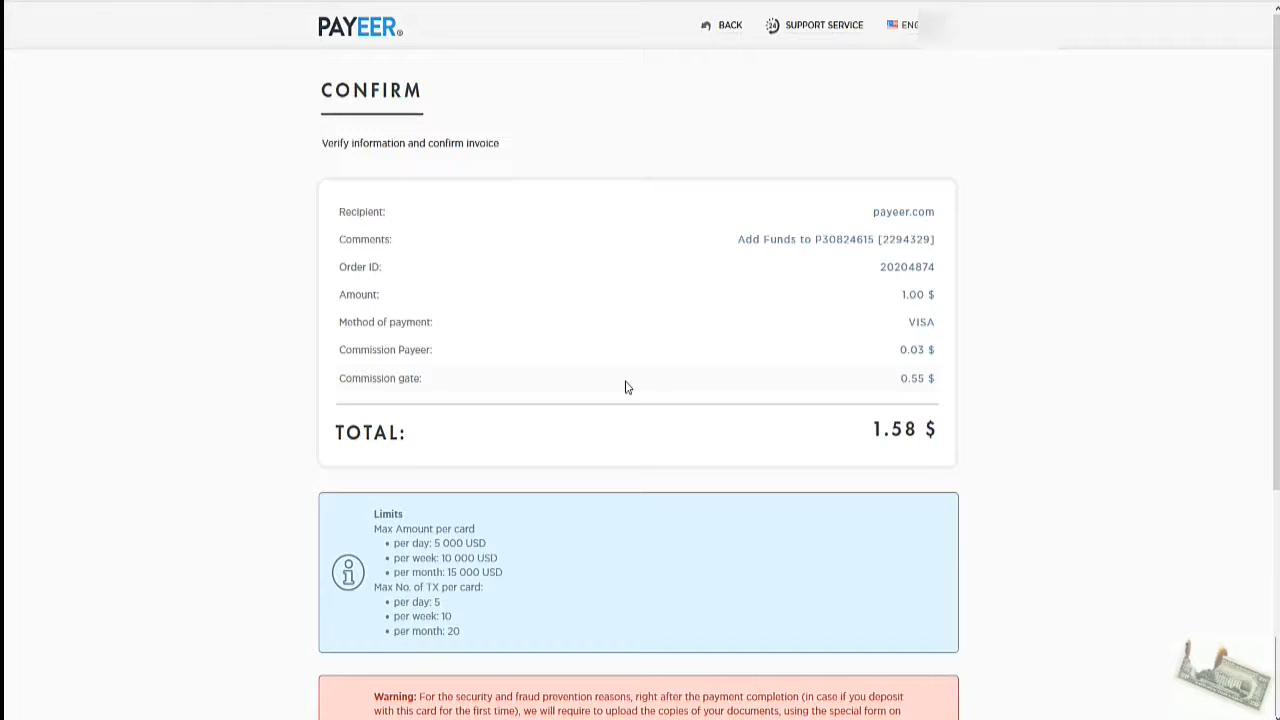 PAYEER®
BACK
24
SUPPORT SERVICE
ENG
CONFIRM
Verify information and confirm invoice
Recipient: payeer.com
Comments: Add Funds to P30824615 [2294329]
Order ID: 20204874
Amount: 1.00 $
Method of payment: VISA
Commission Payeer: 0.03 $
Commission gate: 0.55 $
TOTAL: 1.58 $
Limits
Max Amount per card
• per day: 5 000 USD
• per week: 10 000 USD
• per month: 15 000 USD
Max No. of TX per card:
• per day: 5
• per week: 10
• per month: 20
Warning: For the security and fraud prevention reasons, right after the payment completion (in case if you deposit
with this card for the first time), we will require to upload the copies of your documents, using the special form on